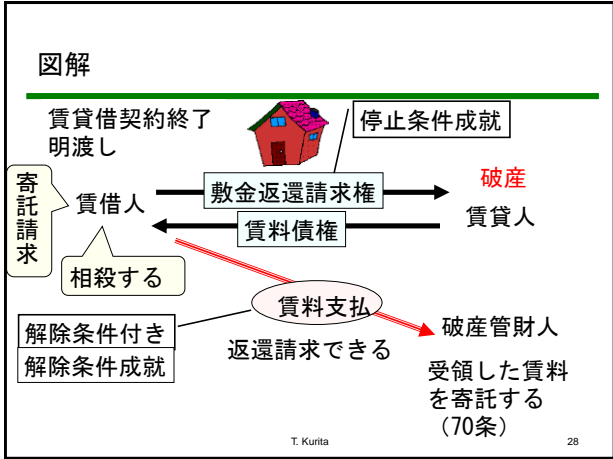 図解
賃貸借契約終了
明渡し
停止条件成就
寄託請求
賃借人
敷金返還請求権
破産
賃貸人
賃料債権
相殺する
賃料支払
解除条件付き
解除条件成就
返還請求できる
破産管財人
受領した賃料
を寄託する
(70条)
T. Kurita
28